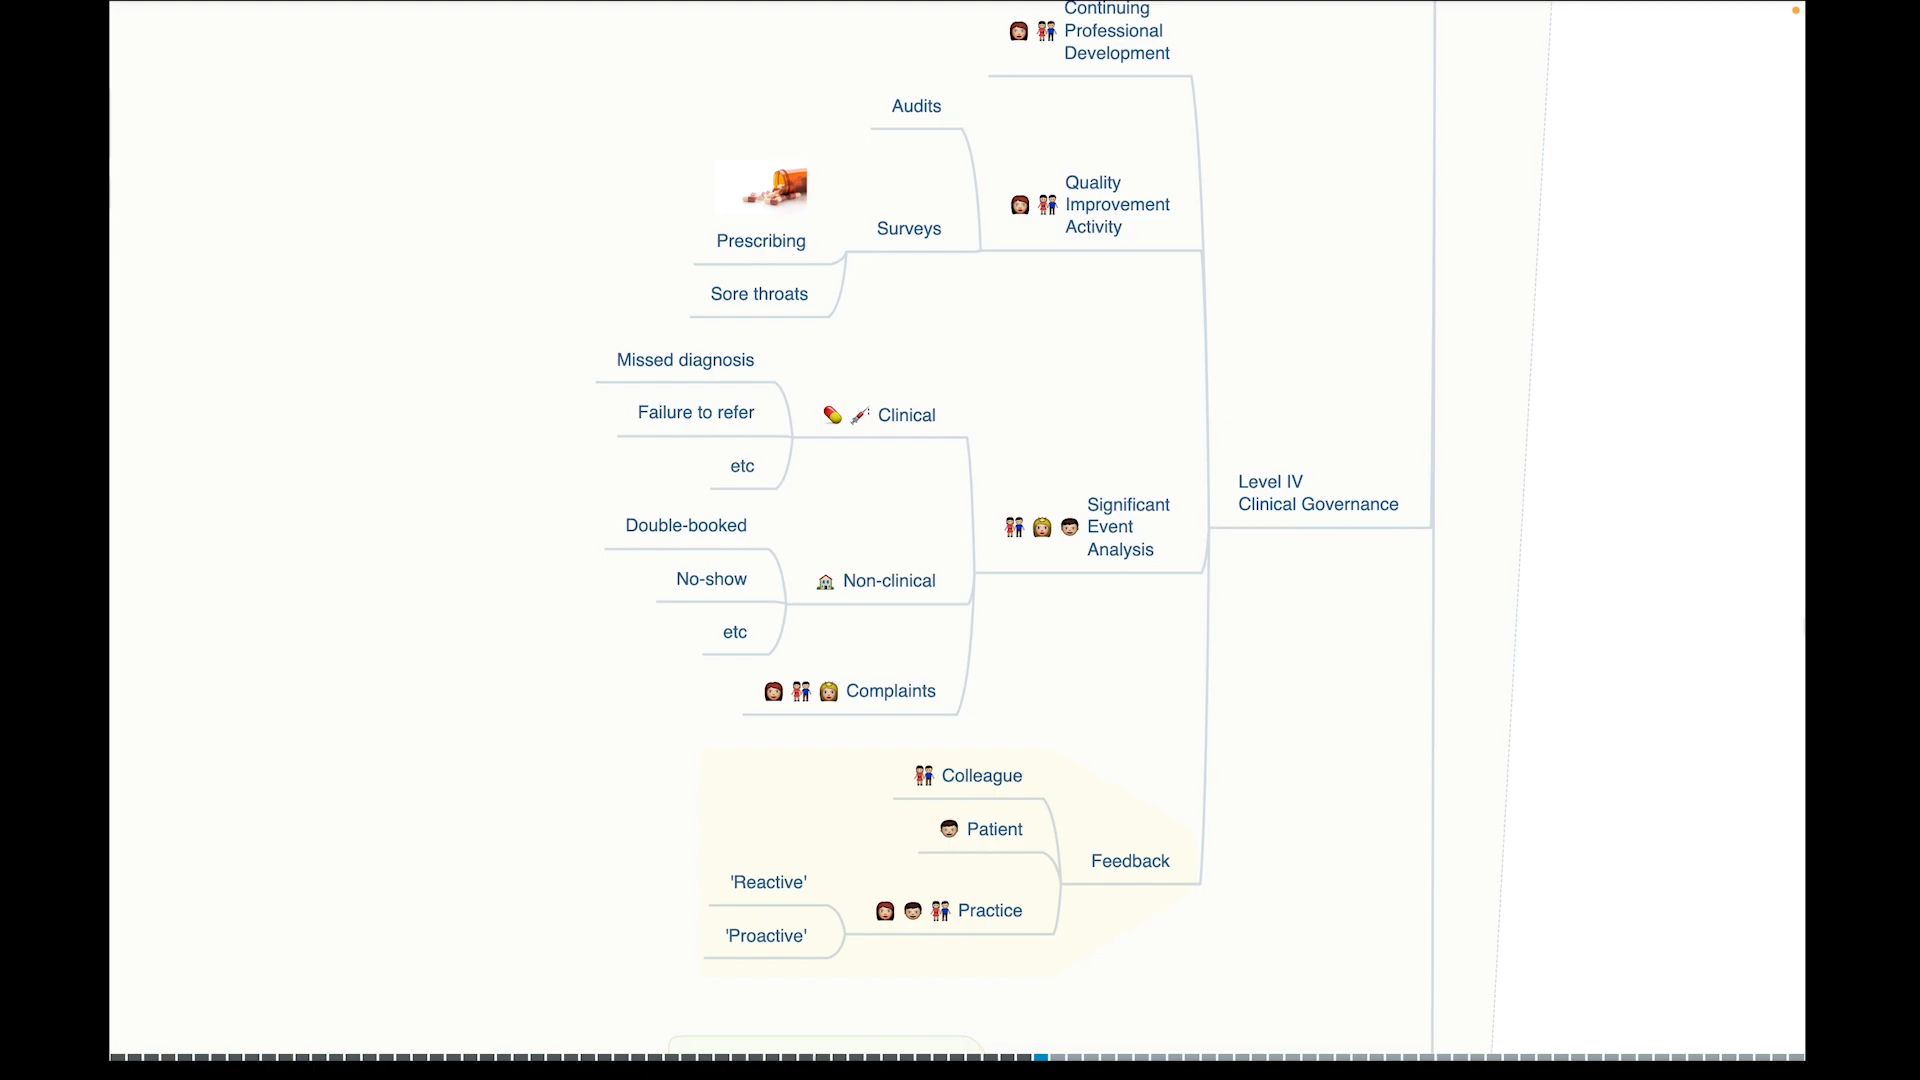 Continuing
Professional
Development
Audits
Quality
Improvement
Activity
Surveys
Prescribing
Sore throats
Missed diagnosis
Failure to refer
etc
Clinical
Double-booked
No-show
etc
Non-clinical
Significant
Event
Analysis
Level IV
Clinical Governance
Complaints
Colleague
Patient
Feedback
'Reactive'
'Proactive'
Practice